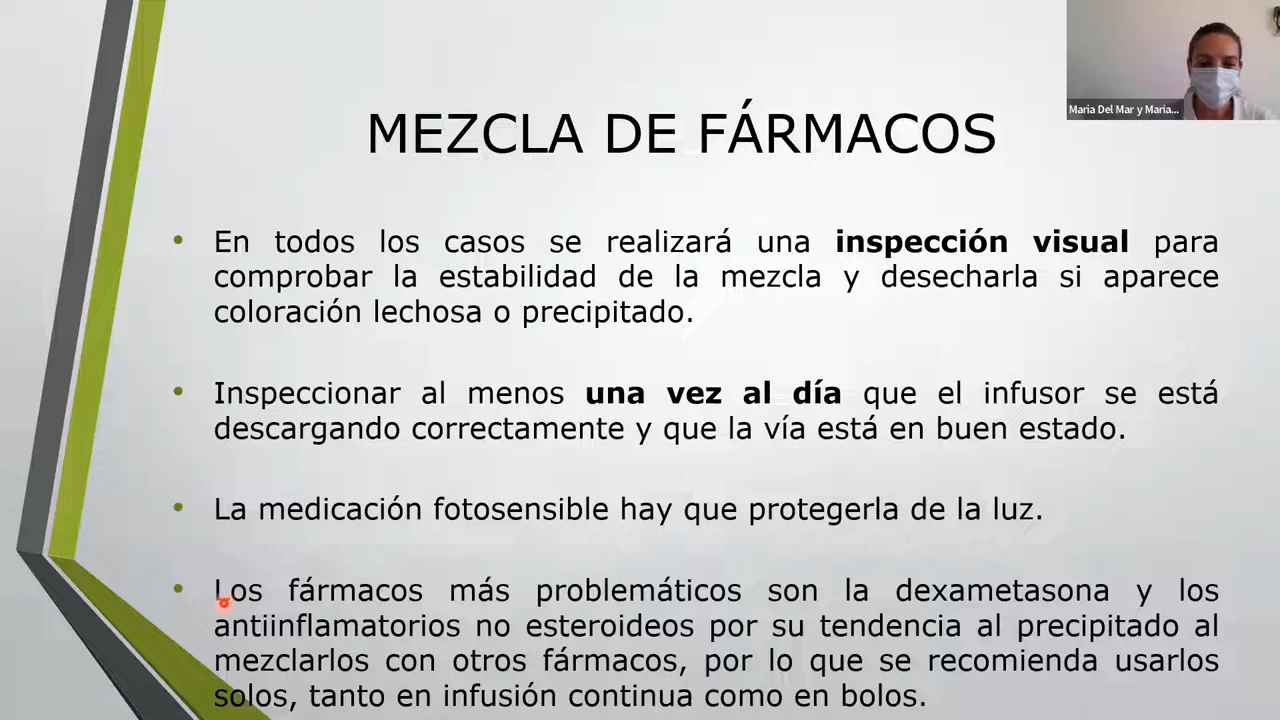 Maria Del Mar y Maria...
MEZCLA DE FÁRMACOS
• En todos los casos se realizará una inspección visual para
comprobar la estabilidad de la mezcla y desecharla si aparece
coloración lechosa o precipitado.
• Inspeccionar al menos una vez al día que el infusor se está
descargando correctamente y que la vía está en buen estado.
• La medicación fotosensible hay que protegerla de la luz.
• Los fármacos más problemáticos son la dexametasona y los
antiinflamatorios no esteroideos por su tendencia al precipitado al
mezclarlos con otros fármacos, por lo que se recomienda usarlos
solos, tanto en infusión continua como en bolos.